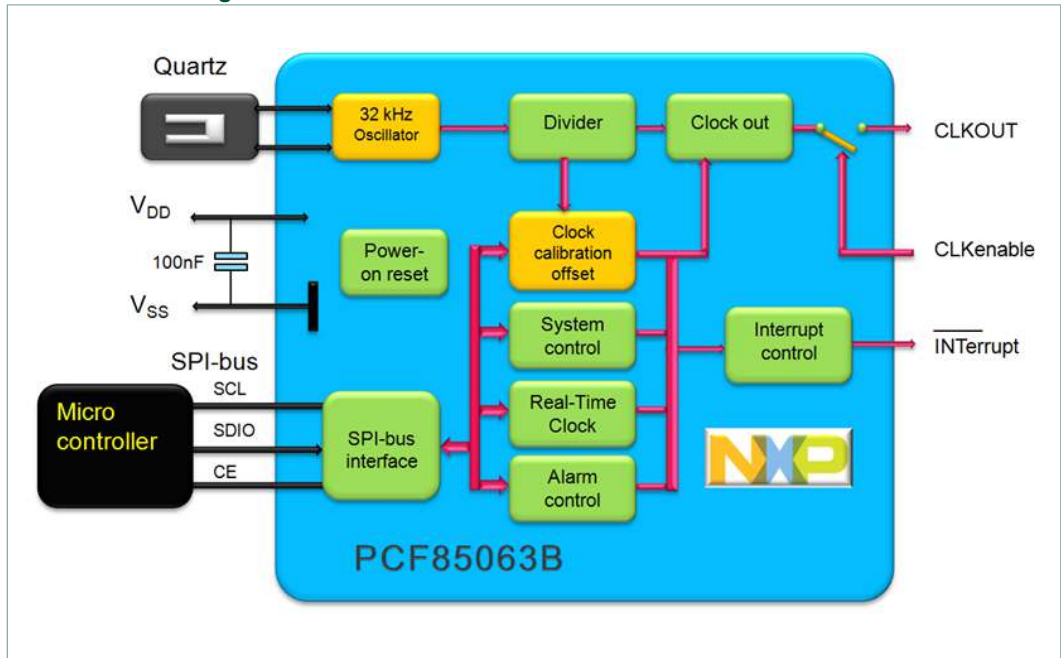 Quartz
32 kHz
Oscillator
Divider
Clock out
CLKOUT
V_DD
100nF
V_SS
Power-
on reset
Clock
calibration
offset
CLKenable
System
control
Interrupt
control
INTerrupt
SPI-bus
SCL
SDIO
CE
Micro
controller
SPI-bus
interface
Real-Time
Clock
Alarm
control
NXP
PCF85063B